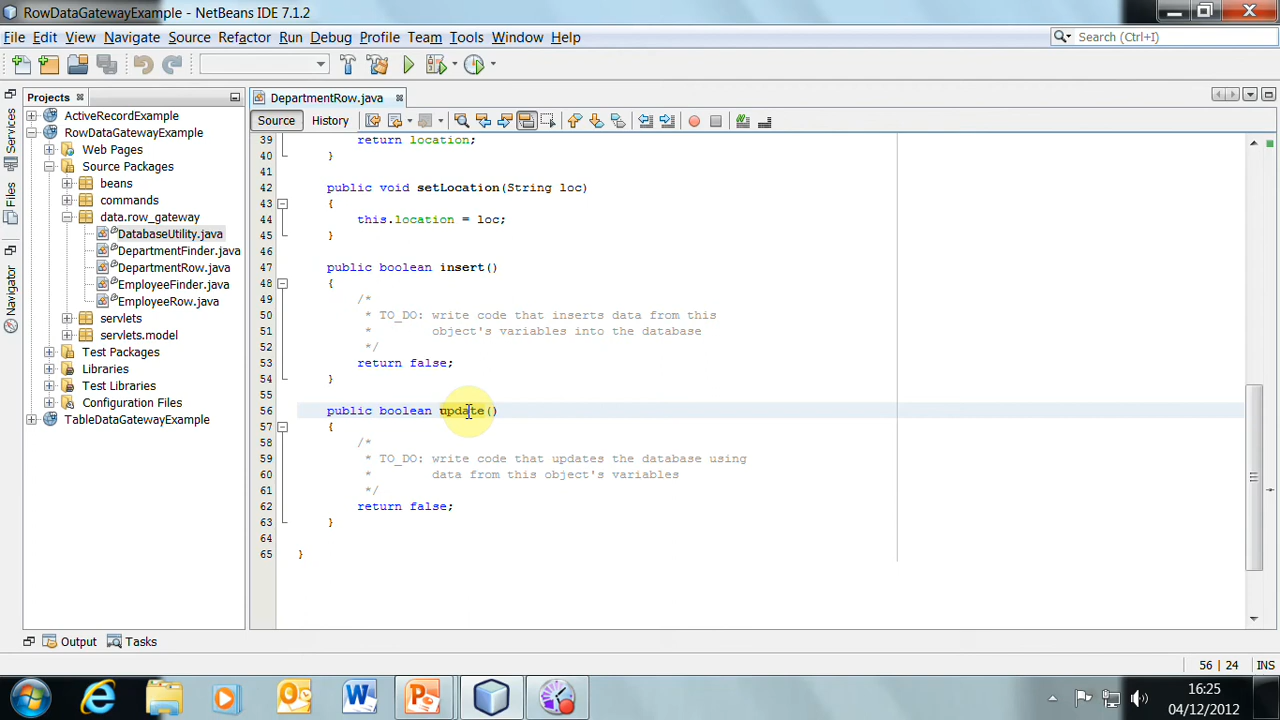 RowDataGatewayExample - NetBeans IDE 7.1.2
File Edit View Navigate Source Refactor Run Debug Profile Team Tools Window Help
Search (Ctrl+I)
Projects
DepartmentRow.java
Source History
Services
Files
Navigator
ActiveRecordExample
RowDataGatewayExample
Web Pages
Source Packages
beans
commands
data.row_gateway
DatabaseUtility.java
DepartmentFinder.java
DepartmentRow.java
EmployeeFinder.java
EmployeeRow.java
servlets
servlets.model
Test Packages
Libraries
Test Libraries
Configuration Files
TableDataGatewayExample
39 return location;
40 }
41
42 public void setLocation(String loc)
43 {
44 this.location = loc;
45 }
46
47 public boolean insert()
48 {
49 /*
50 * TO_DO: write code that inserts data from this
51 * object's variables into the database
52 */
53 return false;
54 }
55
56 public boolean update()
57 {
58 /*
59 * TO_DO: write code that updates the database using
60 * data from this object's variables
61 */
62 return false;
63 }
64
65 }
Output Tasks
56 | 24 INS
16:25
04/12/2012